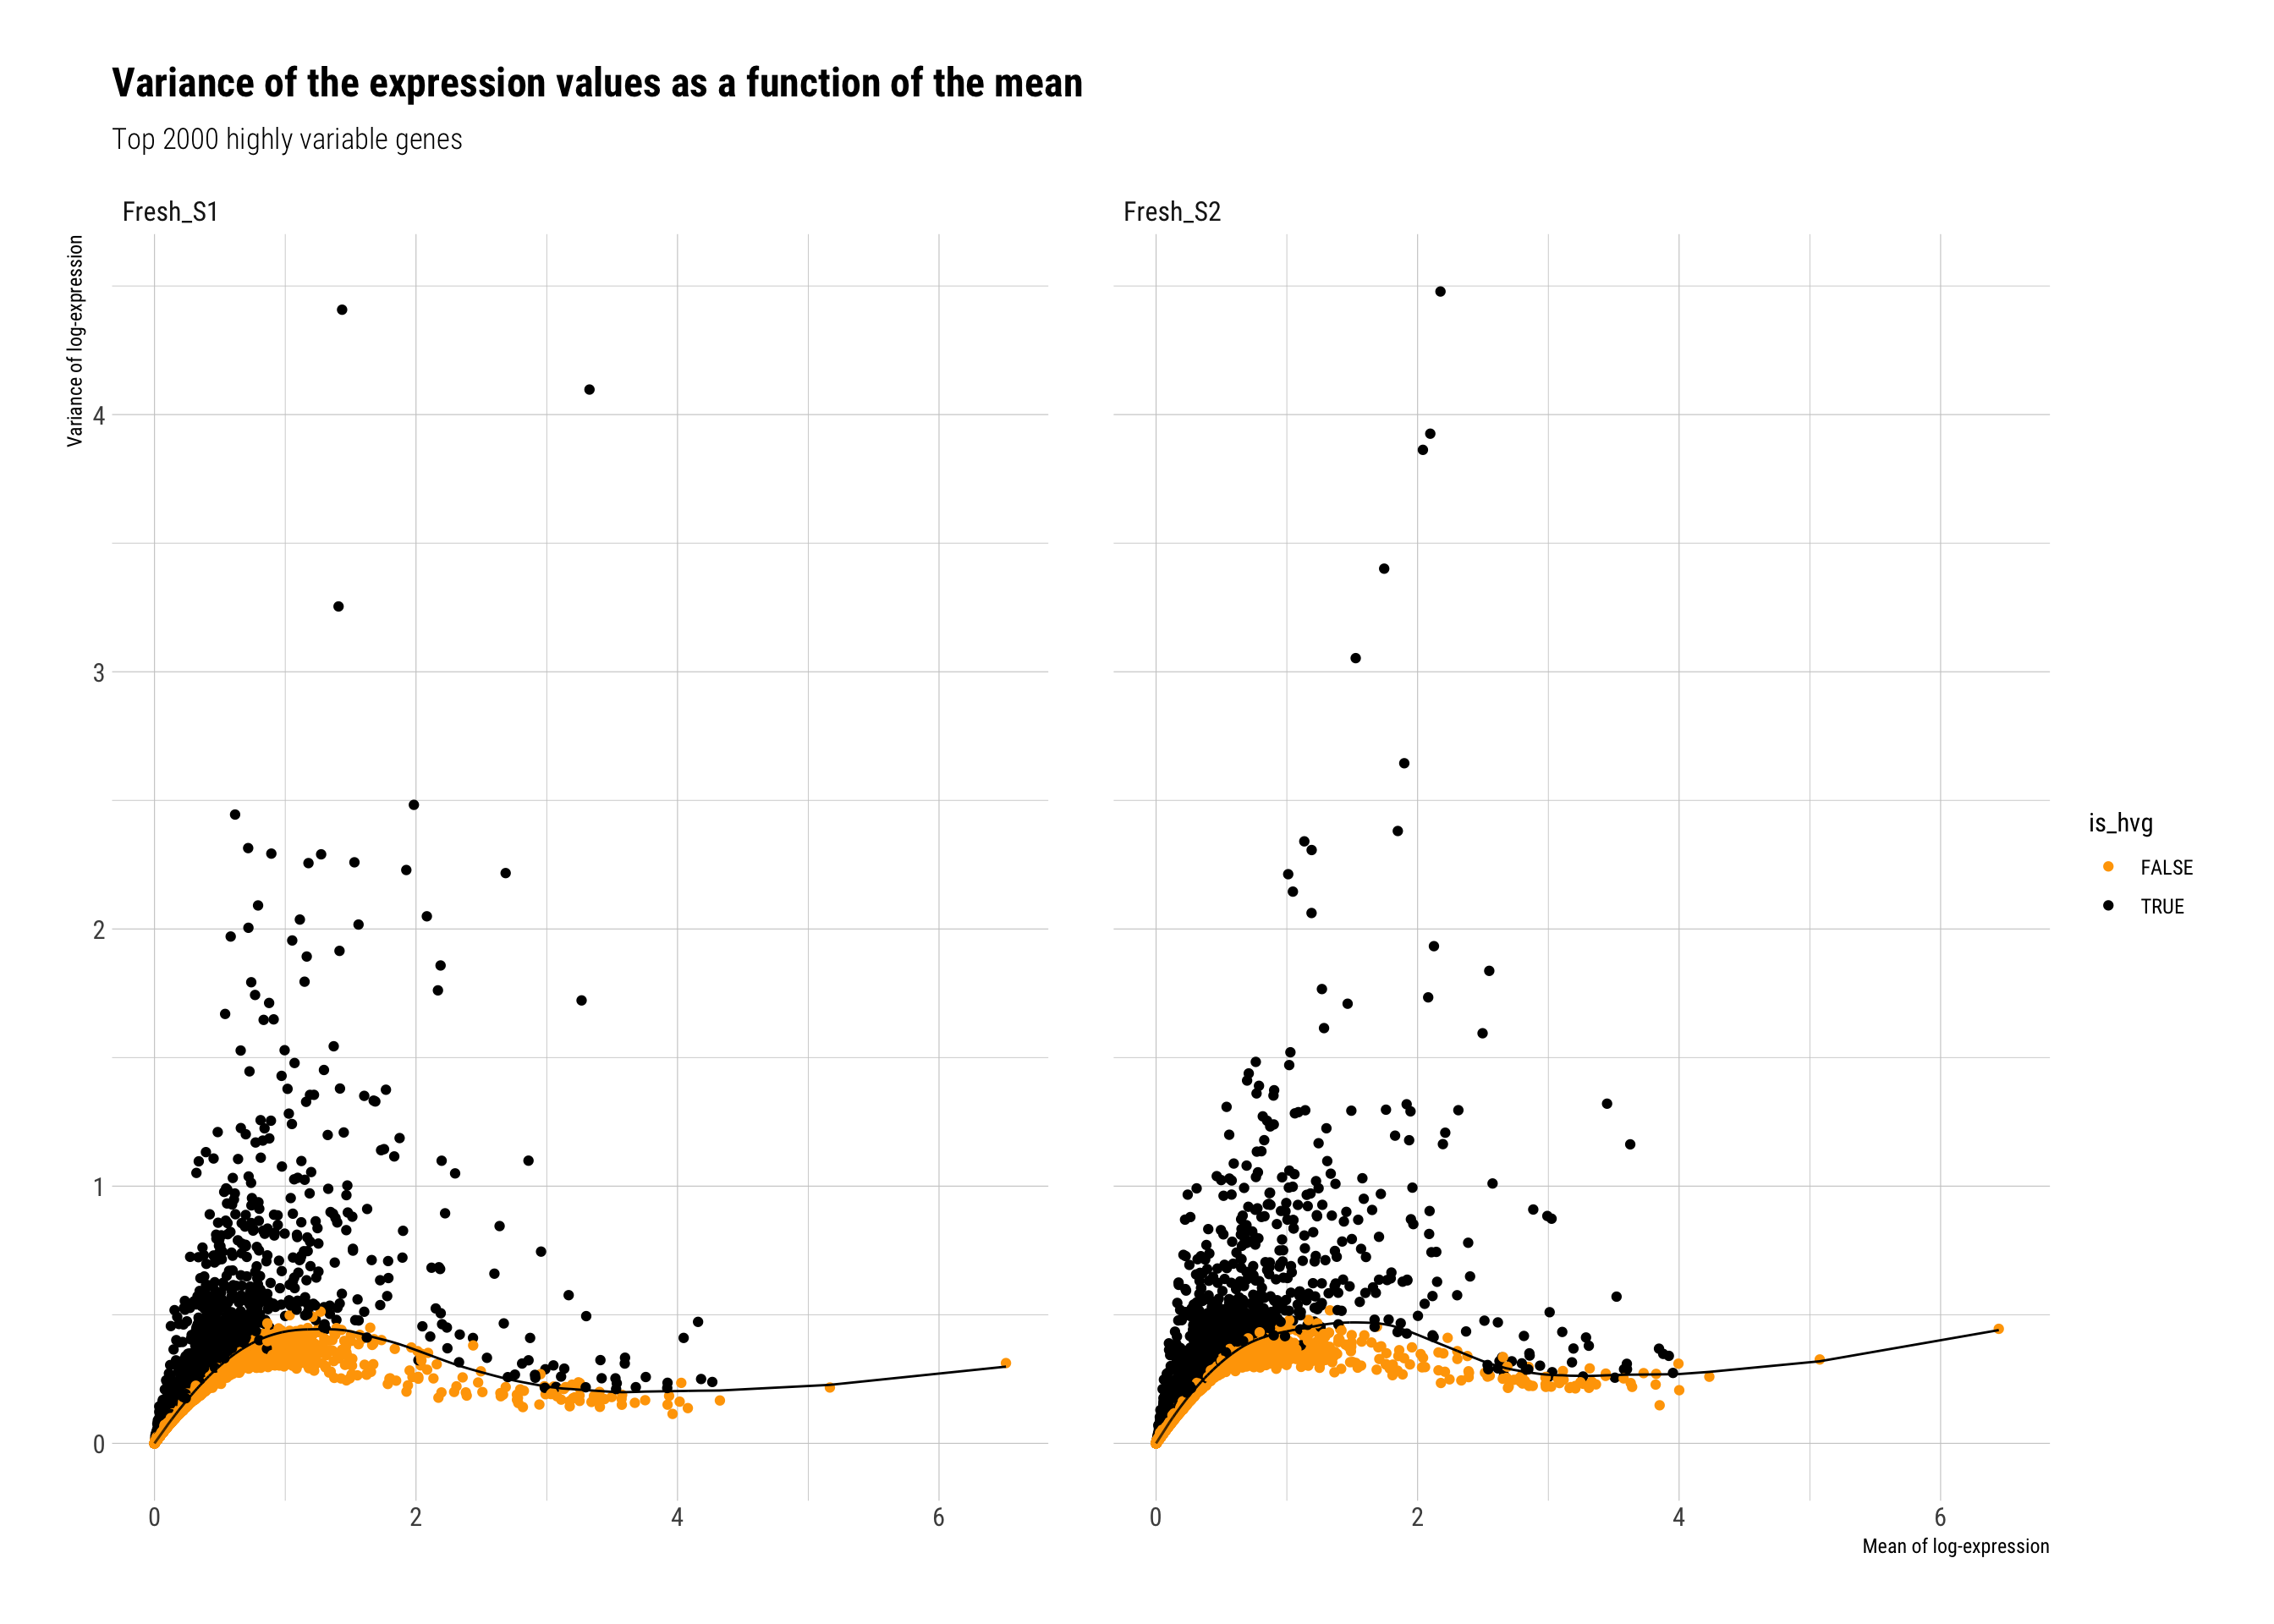 Variance of the expression values as a function of the mean
Top 2000 highly variable genes
Fresh_S1
Fresh_S2
Variance of log-expression
4
3
2
1
0
0 2 4 6
0 2 4 6
Mean of log-expression
is_hvg
FALSE
TRUE